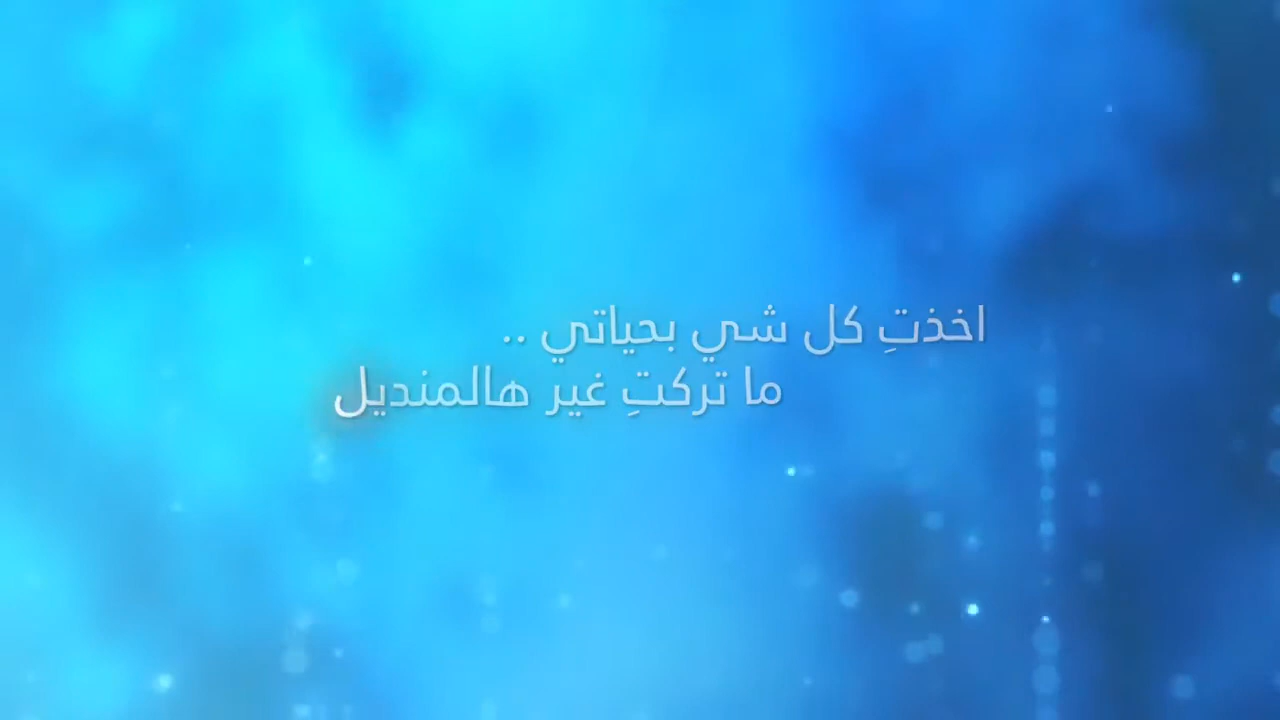 اخذتِ كل شي بحياتي ..
ما تركتِ غير هالمنديل